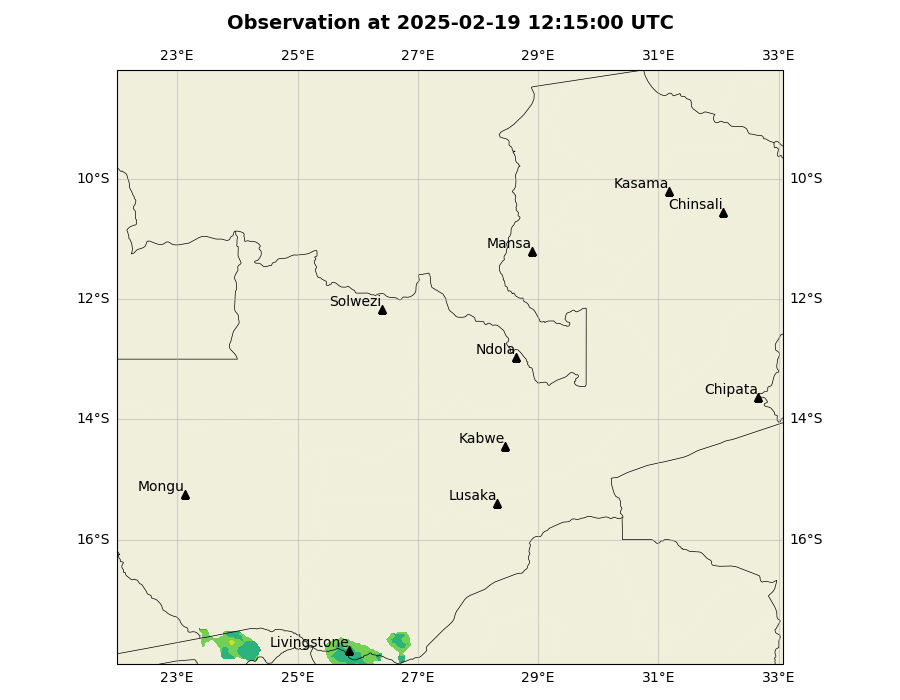 Observation at 2025-02-19 12:15:00 UTC
23°E 25°E 27°E 29°E 31°E 33°E
10°S 10°S
Kasama
Chinsali
Mansa
12°S 12°S
Solwezi
Ndola
Chipata
14°S 14°S
Kabwe
Mongu
Lusaka
16°S 16°S
Livingstone
23°E 25°E 27°E 29°E 31°E 33°E